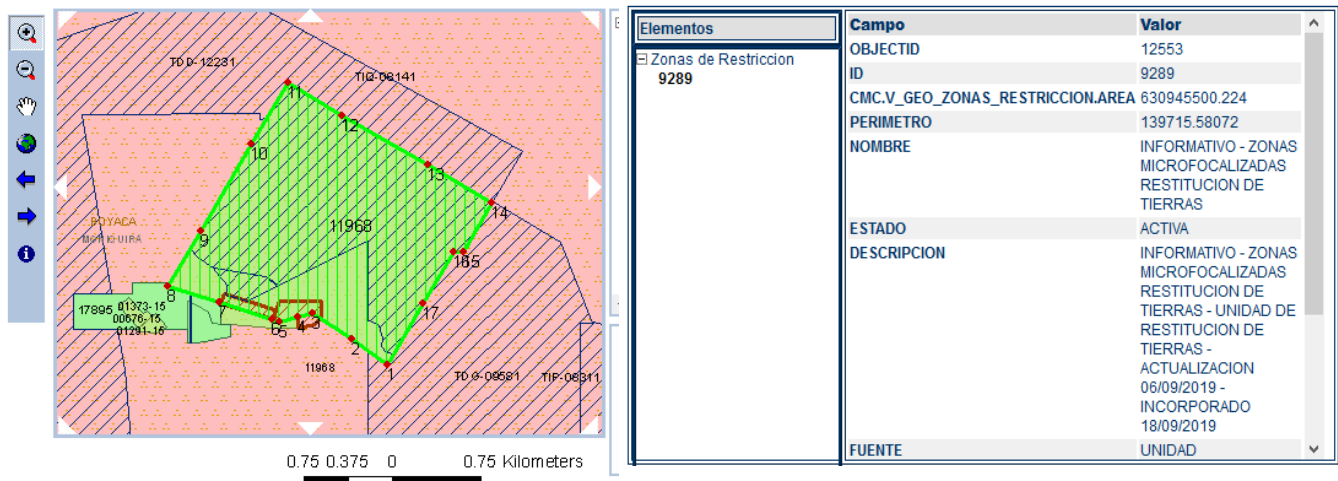 TDD-12231
TIQ-08141
11
12
10
13
14
11968
BOYACA
MONIQUIRA
9
16
15
8
7
17895
01373-15
00676-15
01291-15
6
5
4
3
17
2
1
11968
TDG-09581
TIP-08311
0.75 0.375 0 0.75 Kilometers
Elementos
Zonas de Restriccion
9289
Campo Valor
OBJECTID 12553
ID 9289
CMC.V_GEO_ZONAS_RESTRICCION.AREA 630945500.224
PERIMETRO 139715.58072
NOMBRE INFORMATIVO - ZONAS
MICROFOCALIZADAS
RESTITUCION DE
TIERRAS
ESTADO ACTIVA
DESCRIPCION INFORMATIVO - ZONAS
MICROFOCALIZADAS
RESTITUCION DE
TIERRAS - UNIDAD DE
RESTITUCION DE
TIERRAS -
ACTUALIZACION
06/09/2019 -
INCORPORADO
18/09/2019
FUENTE UNIDAD